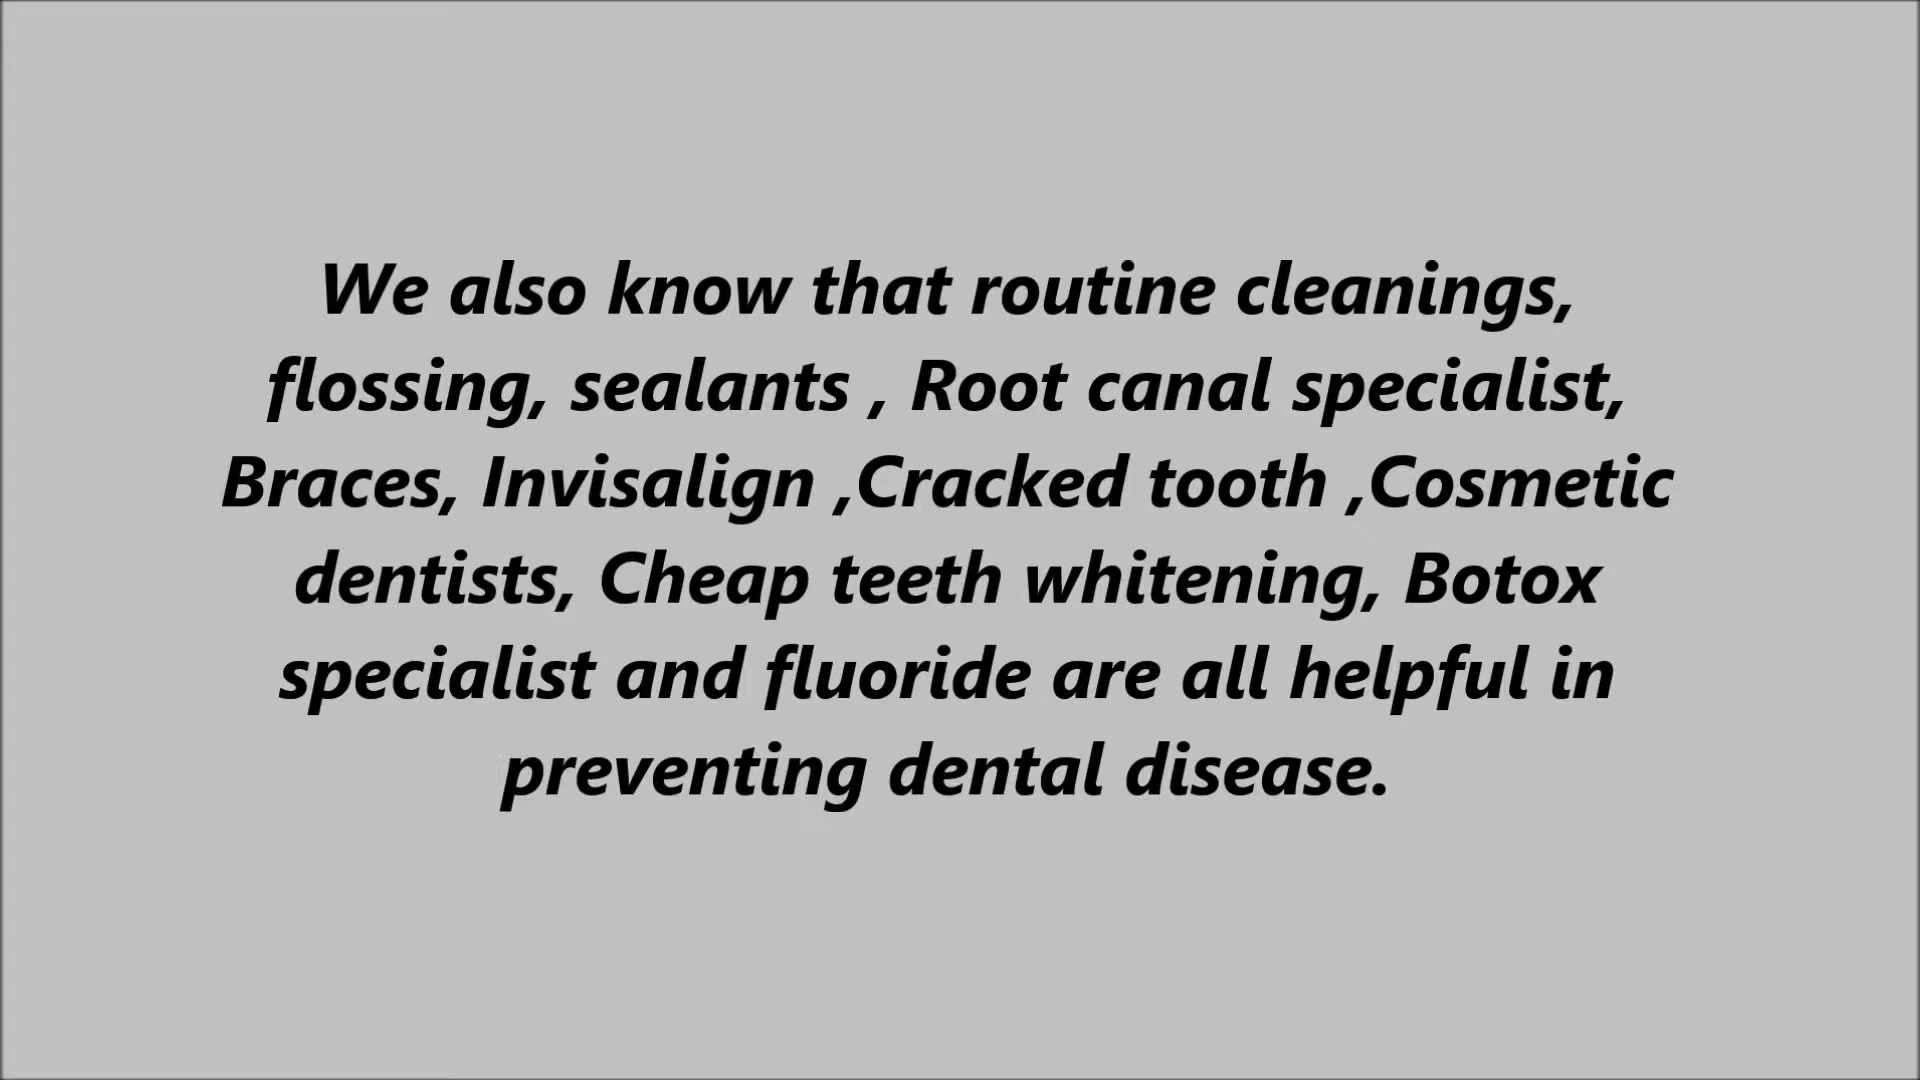 We also know that routine cleanings,
flossing, sealants , Root canal specialist,
Braces, Invisalign ,Cracked tooth ,Cosmetic
dentists, Cheap teeth whitening, Botox
specialist and fluoride are all helpful in
preventing dental disease.